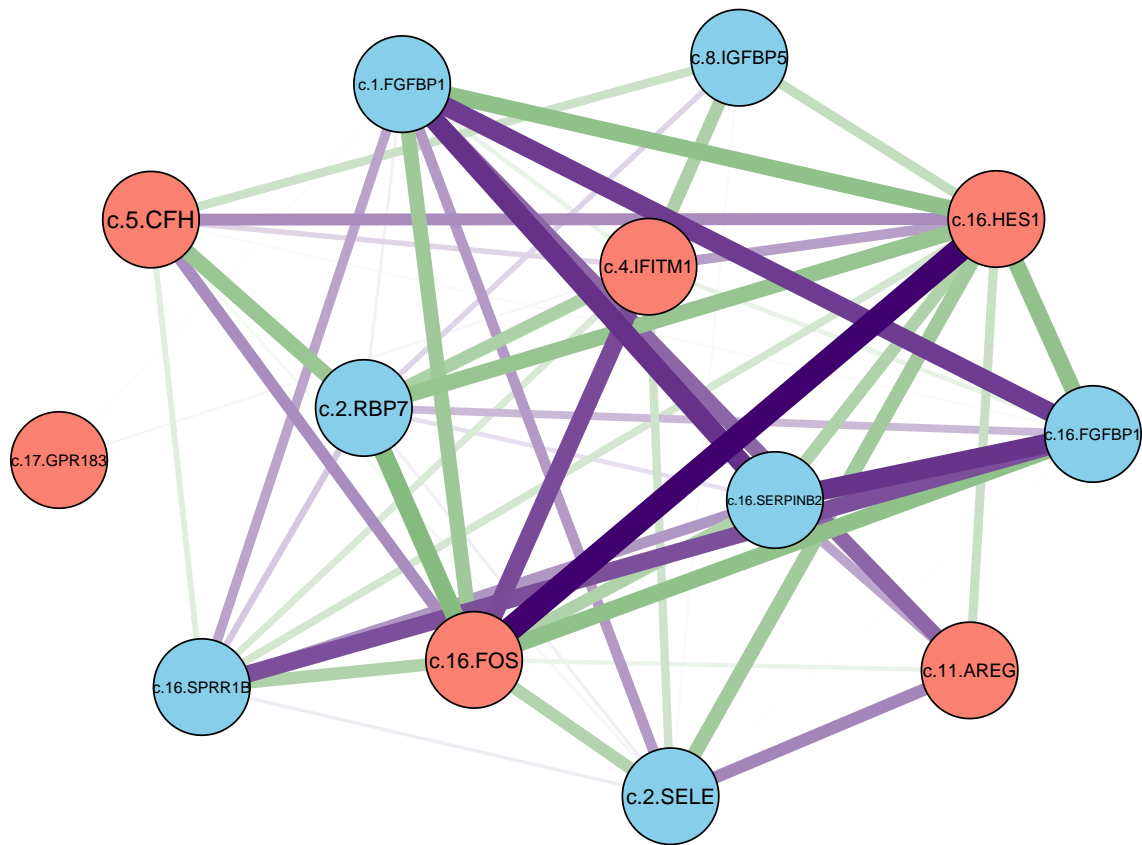 c.8.IGFBP5
c.1.FGFBP1
c.5.CFH
c.16.HES1
c.4.IFITM1
c.2.RBP7
c.16.FGFBP1
c.17.GPR183
c.16.SERPINB2
c.16.FOS
c.11.AREG
c.16.SPRR1B
c.2.SELE